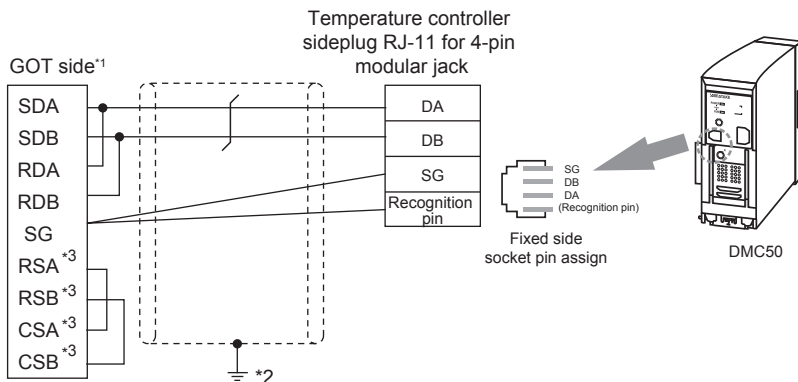 Temperature controller
sideplug RJ-11 for 4-pin
modular jack
GOT side*1
SDA
SDB
RDA
RDB
SG
RSA *3
RSB *3
CSA *3
CSB *3
*2
DA
DB
SG
Recognition
pin
SG
DB
DA
(Recognition pin)
Fixed side
socket pin assign
DMC50